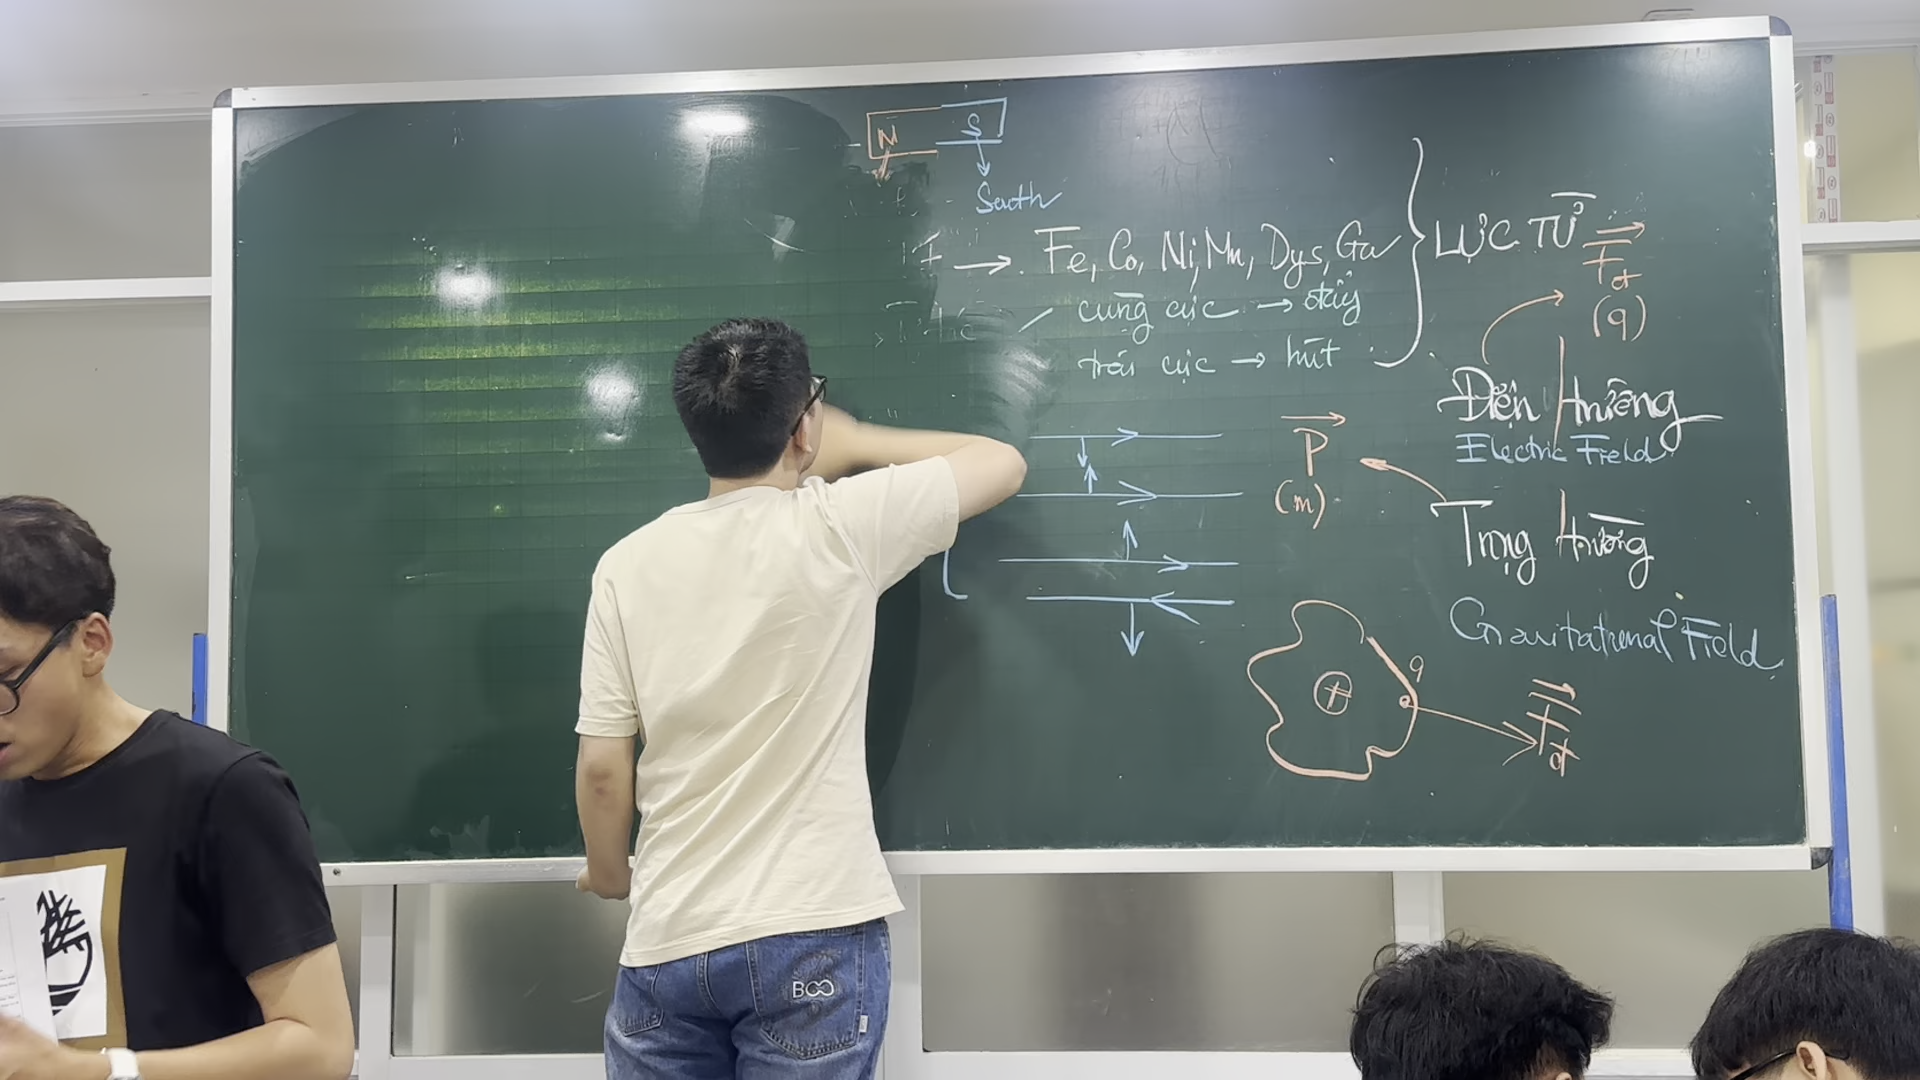 N S
South
→ Fe, Co, Ni, Mn, Dys, Ga
cùng cực → đẩy
trái cực → hút
LỰC TỪ
F đ
(q)
Điện trường
Electric Field
P
(m)
Trọng trường
Gravitational Field
+
q
F đ
BOO